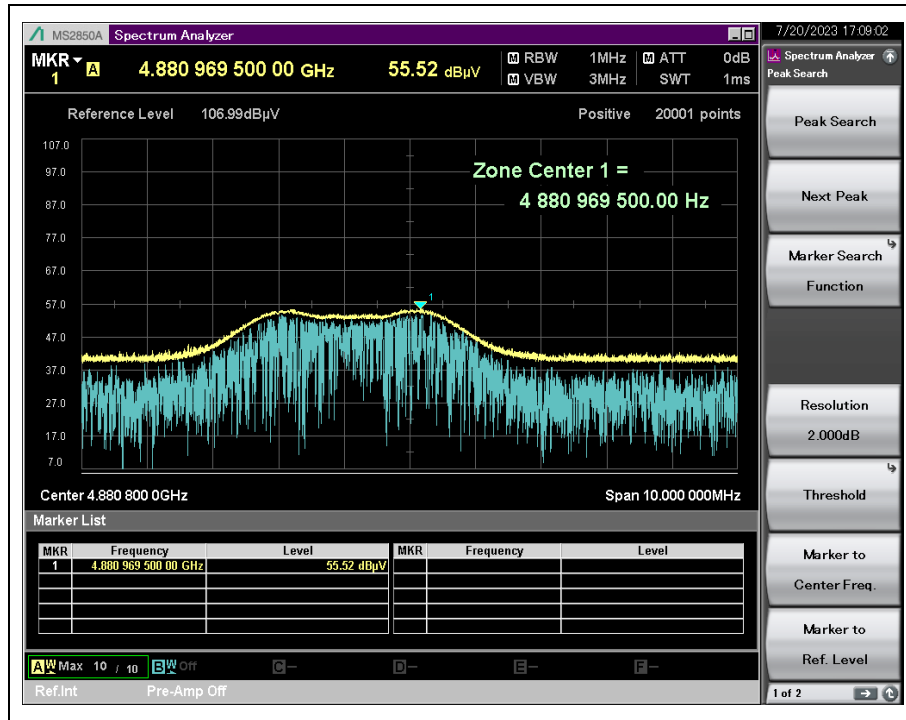 MS2850A Spectrum Analyzer
7/20/2023 17:09:02
MKR 1 A 4.880 969 500 00 GHz 55.52 dBµV
M RBW 1MHz M ATT 0dB
M VBW 3MHz SWT 1ms
Spectrum Analyzer
Peak Search
Reference Level 106.99dBµV Positive 20001 points
107.0
97.0
87.0
77.0
67.0
57.0
47.0
37.0
27.0
17.0
7.0
Zone Center 1 =
4 880 969 500.00 Hz
1
Center 4.880 800 0GHz Span 10.000 000MHz
Marker List
MKR Frequency Level MKR Frequency Level
1 4.880 969 500 00 GHz 55.52 dBµV
A W Max 10 / 10 B W Off C - D - E - F -
Ref.Int Pre-Amp Off
Peak Search
Next Peak
Marker Search
Function
Resolution
2.000dB
Threshold
Marker to
Center Freq.
Marker to
Ref. Level
1 of 2